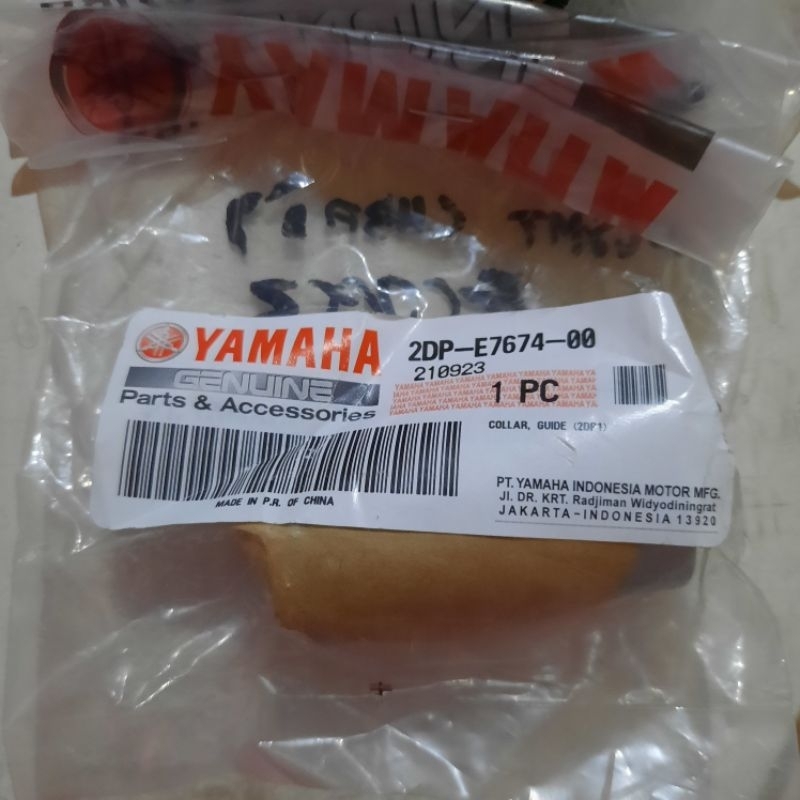 YAMAHA
GENUINE
Parts & Accessories
2DP-E7674-00
210923
1 PC
COLLAR, GUIDE (2DP1)
MADE IN P.R. OF CHINA
PT. YAMAHA INDONESIA MOTOR MFG.
Jl. DR. KRT. Radjiman Widyodiningrat
JAKARTA-INDONESIA 13920